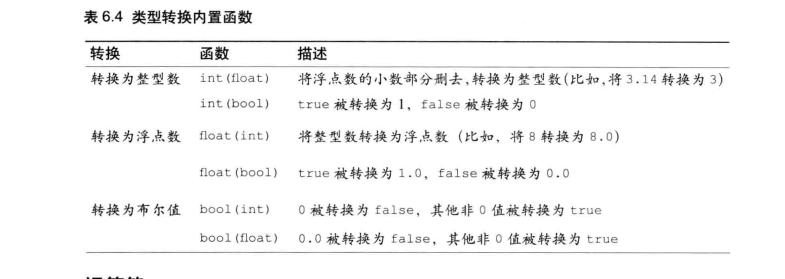 表 6.4 类型转换内置函数
转换 函数 描述
转换为整型数 int(float) 将浮点数的小数部分删去,转换为整型数(比如,将3.14转换为3)
int(bool) true 被转换为 1, false 被转换为 0
转换为浮点数 float(int) 将整型数转换为浮点数 (比如, 将 8 转换为 8.0)
float(bool) true 被转换为 1.0, false 被转换为 0.0
转换为布尔值 bool(int) 0 被转换为 false, 其他非 0 值被转换为 true
bool(float) 0.0 被转换为 false, 其他非 0 值被转换为 true